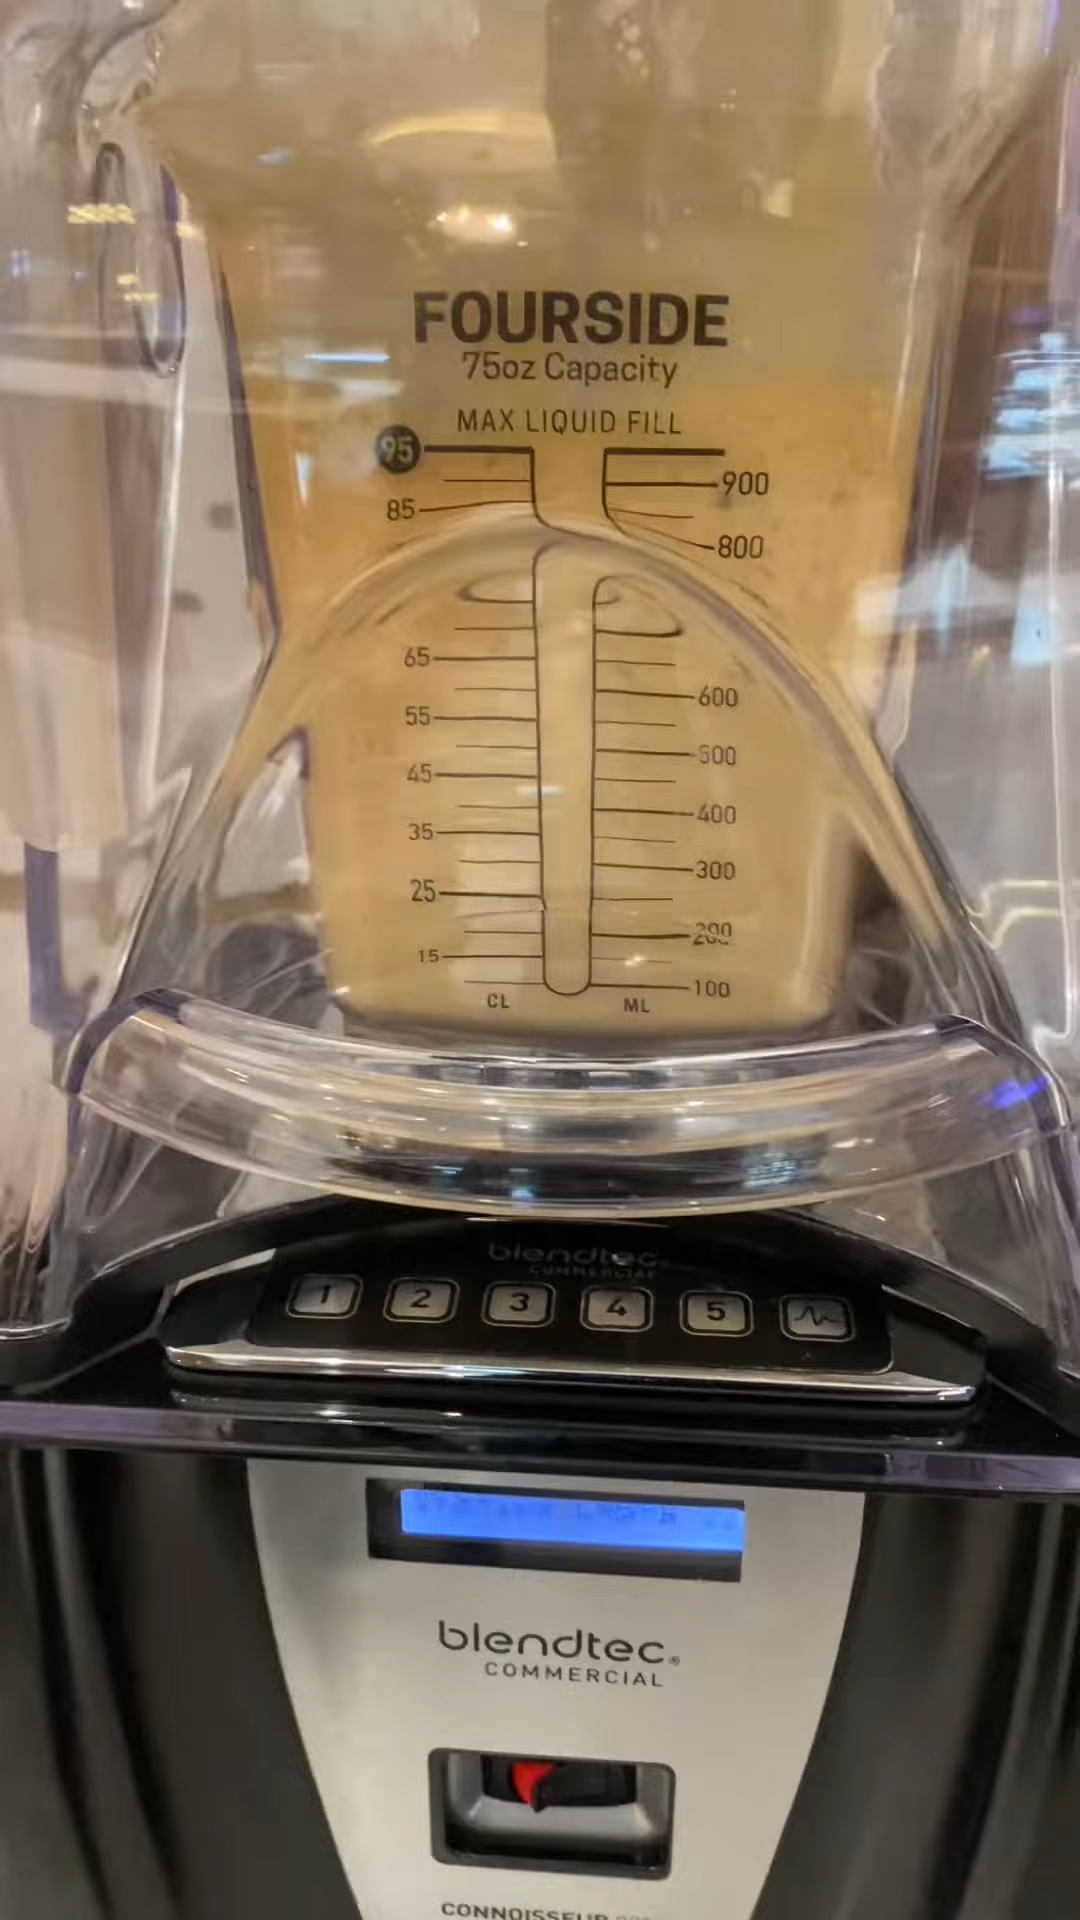 FOURSIDE
75oz Capacity
MAX LIQUID FILL
95
900
85
800
65
600
55
500
45
400
35
300
25
200
15
100
CL ML
blendtec
COMMERCIAL
1 2 3 4 5
blendtec®
COMMERCIAL
CONNOISSEUR